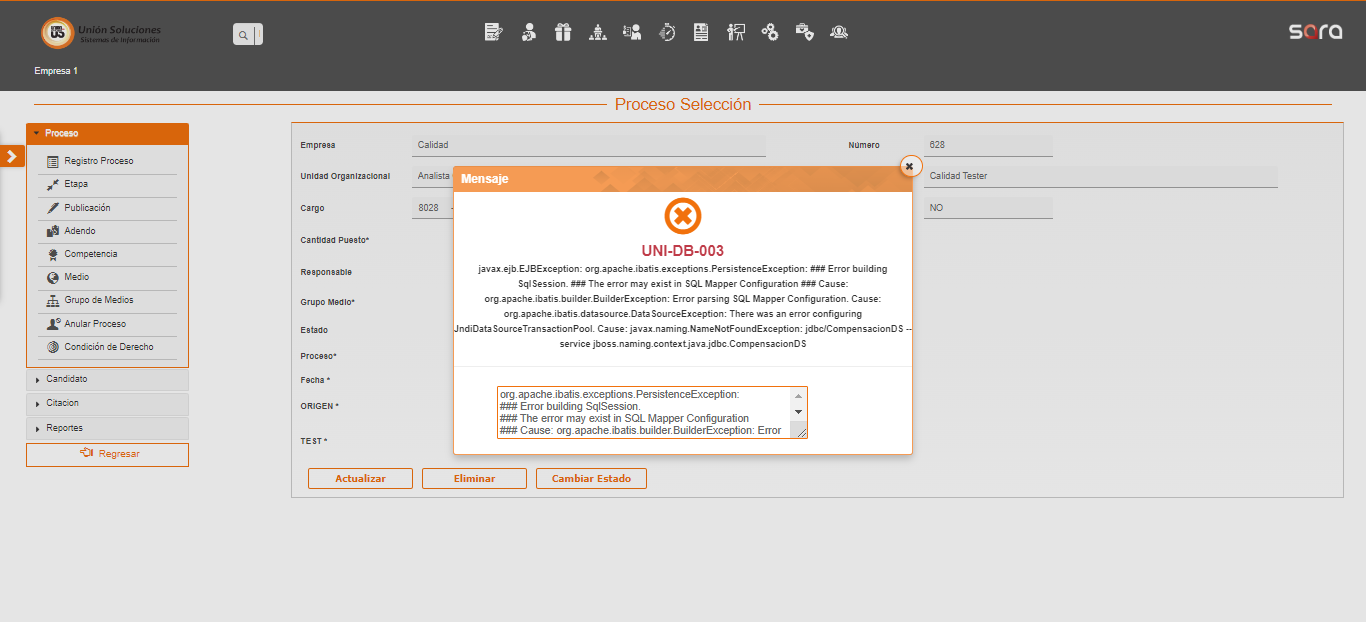 Unión Soluciones
Sistemas de Información
sara
Empresa 1
Proceso Selección
Proceso
Registro Proceso
Etapa
Publicación
Adendo
Competencia
Medio
Grupo de Medios
Anular Proceso
Condición de Derecho
Candidato
Citacion
Reportes
Regresar
Empresa Calidad Número 628
Unidad Organizacional Analista Calidad Tester
Cargo 8028 - NO
Cantidad Puesto*
Responsable
Grupo Medio*
Estado
Proceso*
Fecha *
ORIGEN *
TEST *
Actualizar Eliminar Cambiar Estado
Mensaje
UNI-DB-003
javax.ejb.EJBException: org.apache.ibatis.exceptions.PersistenceException: ### Error building
SqlSession. ### The error may exist in SQL Mapper Configuration ### Cause:
org.apache.ibatis.builder.BuilderException: Error parsing SQL Mapper Configuration. Cause:
org.apache.ibatis.datasource.DataSourceException: There was an error configuring
JndiDataSourceTransactionPool. Cause: javax.naming.NameNotFoundException: jdbc/CompensacionDS --
service jboss.naming.context.java.jdbc.CompensacionDS
org.apache.ibatis.exceptions.PersistenceException:
### Error building SqlSession.
### The error may exist in SQL Mapper Configuration
### Cause: org.apache.ibatis.builder.BuilderException: Error